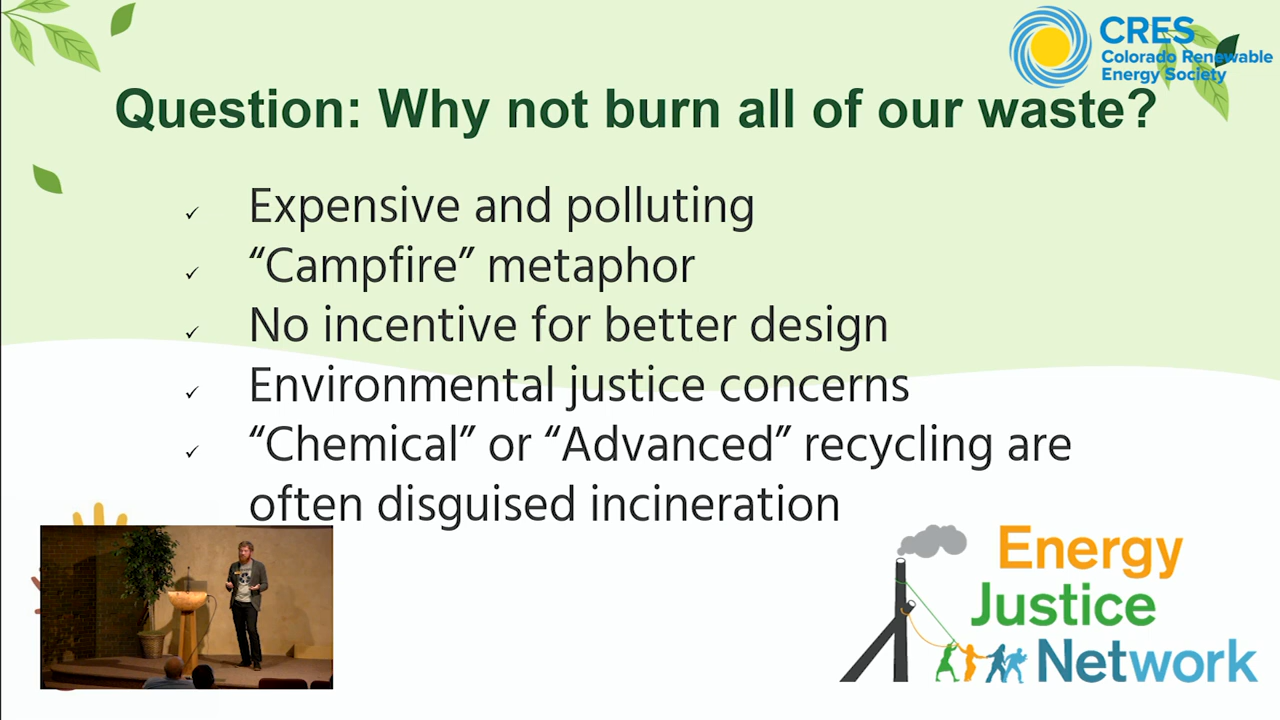 CRES
Colorado Renewable
Energy Society
Question: Why not burn all of our waste?
✓ Expensive and polluting
✓ “Campfire” metaphor
✓ No incentive for better design
✓ Environmental justice concerns
✓ “Chemical” or “Advanced” recycling are
often disguised incineration
Energy
Justice
Network